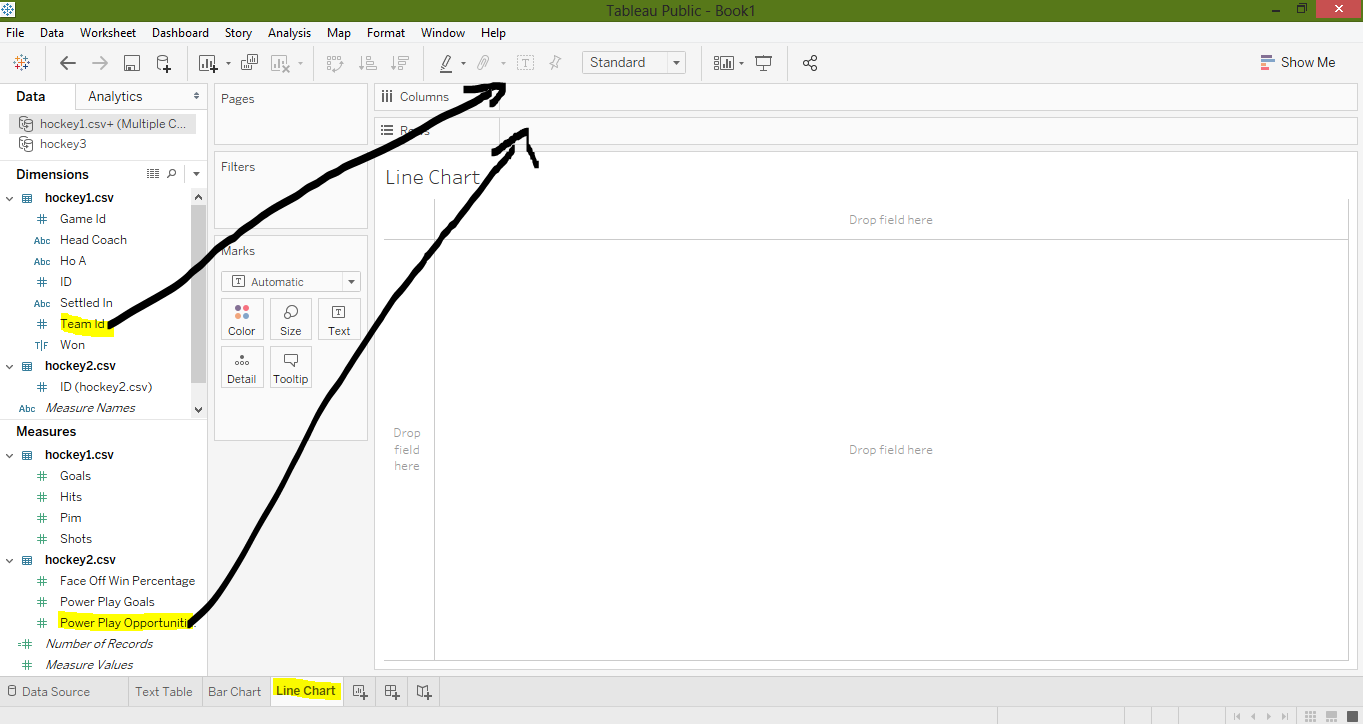 Tableau Public - Book1
File Data Worksheet Dashboard Story Analysis Map Format Window Help
Standard
Show Me
Data Analytics
hockey1.csv+ (Multiple C...
hockey3
Dimensions
hockey1.csv
# Game Id
Abc Head Coach
Abc Ho A
# ID
Abc Settled In
# Team Id
T|F Won
hockey2.csv
# ID (hockey2.csv)
Abc Measure Names
Measures
hockey1.csv
# Goals
# Hits
# Pim
# Shots
hockey2.csv
# Face Off Win Percentage
# Power Play Goals
# Power Play Opportuniti
=# Number of Records
# Measure Values
Pages
Filters
Marks
Automatic
Color Size Text
Detail Tooltip
Columns
Rows
Line Chart
Drop field here
Drop
field
here
Drop field here
Data Source Text Table Bar Chart Line Chart